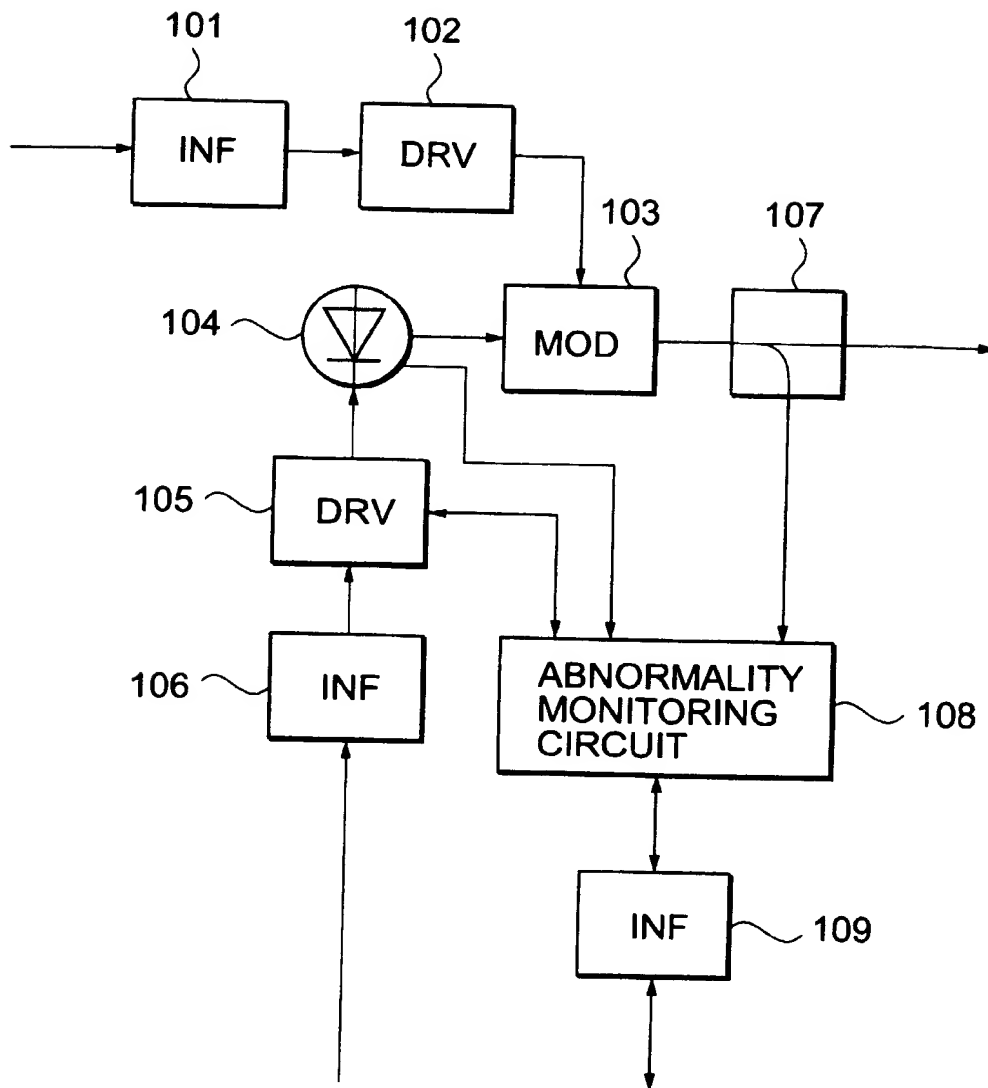 101
102
INF
DRV
103
107
104
MOD
105
DRV
106
INF
ABNORMALITY
MONITORING
CIRCUIT
108
INF
109